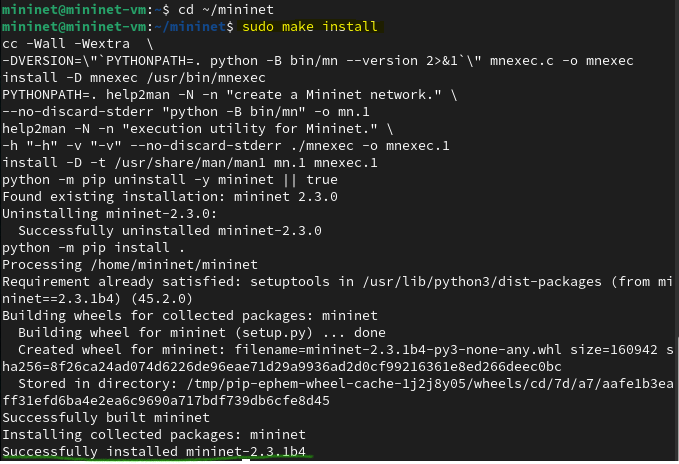 mininet@mininet-vm:~$ cd ~/mininet
mininet@mininet-vm:~/mininet$ sudo make install
cc -Wall -Wextra  \
-DVERSION=\"`PYTHONPATH=. python -B bin/mn --version 2>&1`\" mnexec.c -o mnexec
install -D mnexec /usr/bin/mnexec
PYTHONPATH=. help2man -N -n "create a Mininet network." \
--no-discard-stderr "python -B bin/mn" -o mn.1
help2man -N -n "execution utility for Mininet." \
-h "-h" -v "-v" --no-discard-stderr ./mnexec -o mnexec.1
install -D -t /usr/share/man/man1 mn.1 mnexec.1
python -m pip uninstall -y mininet || true
Found existing installation: mininet 2.3.0
Uninstalling mininet-2.3.0:
  Successfully uninstalled mininet-2.3.0
python -m pip install .
Processing /home/mininet/mininet
Requirement already satisfied: setuptools in /usr/lib/python3/dist-packages (from mi
ninet==2.3.1b4) (45.2.0)
Building wheels for collected packages: mininet
  Building wheel for mininet (setup.py) ... done
  Created wheel for mininet: filename=mininet-2.3.1b4-py3-none-any.whl size=160942 s
ha256=8f26ca24ad074d6226de96eae71d29a9936ad2d0cf99216361e8ed266deec0bc
  Stored in directory: /tmp/pip-ephem-wheel-cache-1j2j8y05/wheels/cd/7d/a7/aafe1b3ea
ff31efd6ba4e2ea6c9690a717bdf739db6cfe8d45
Successfully built mininet
Installing collected packages: mininet
Successfully installed mininet-2.3.1b4